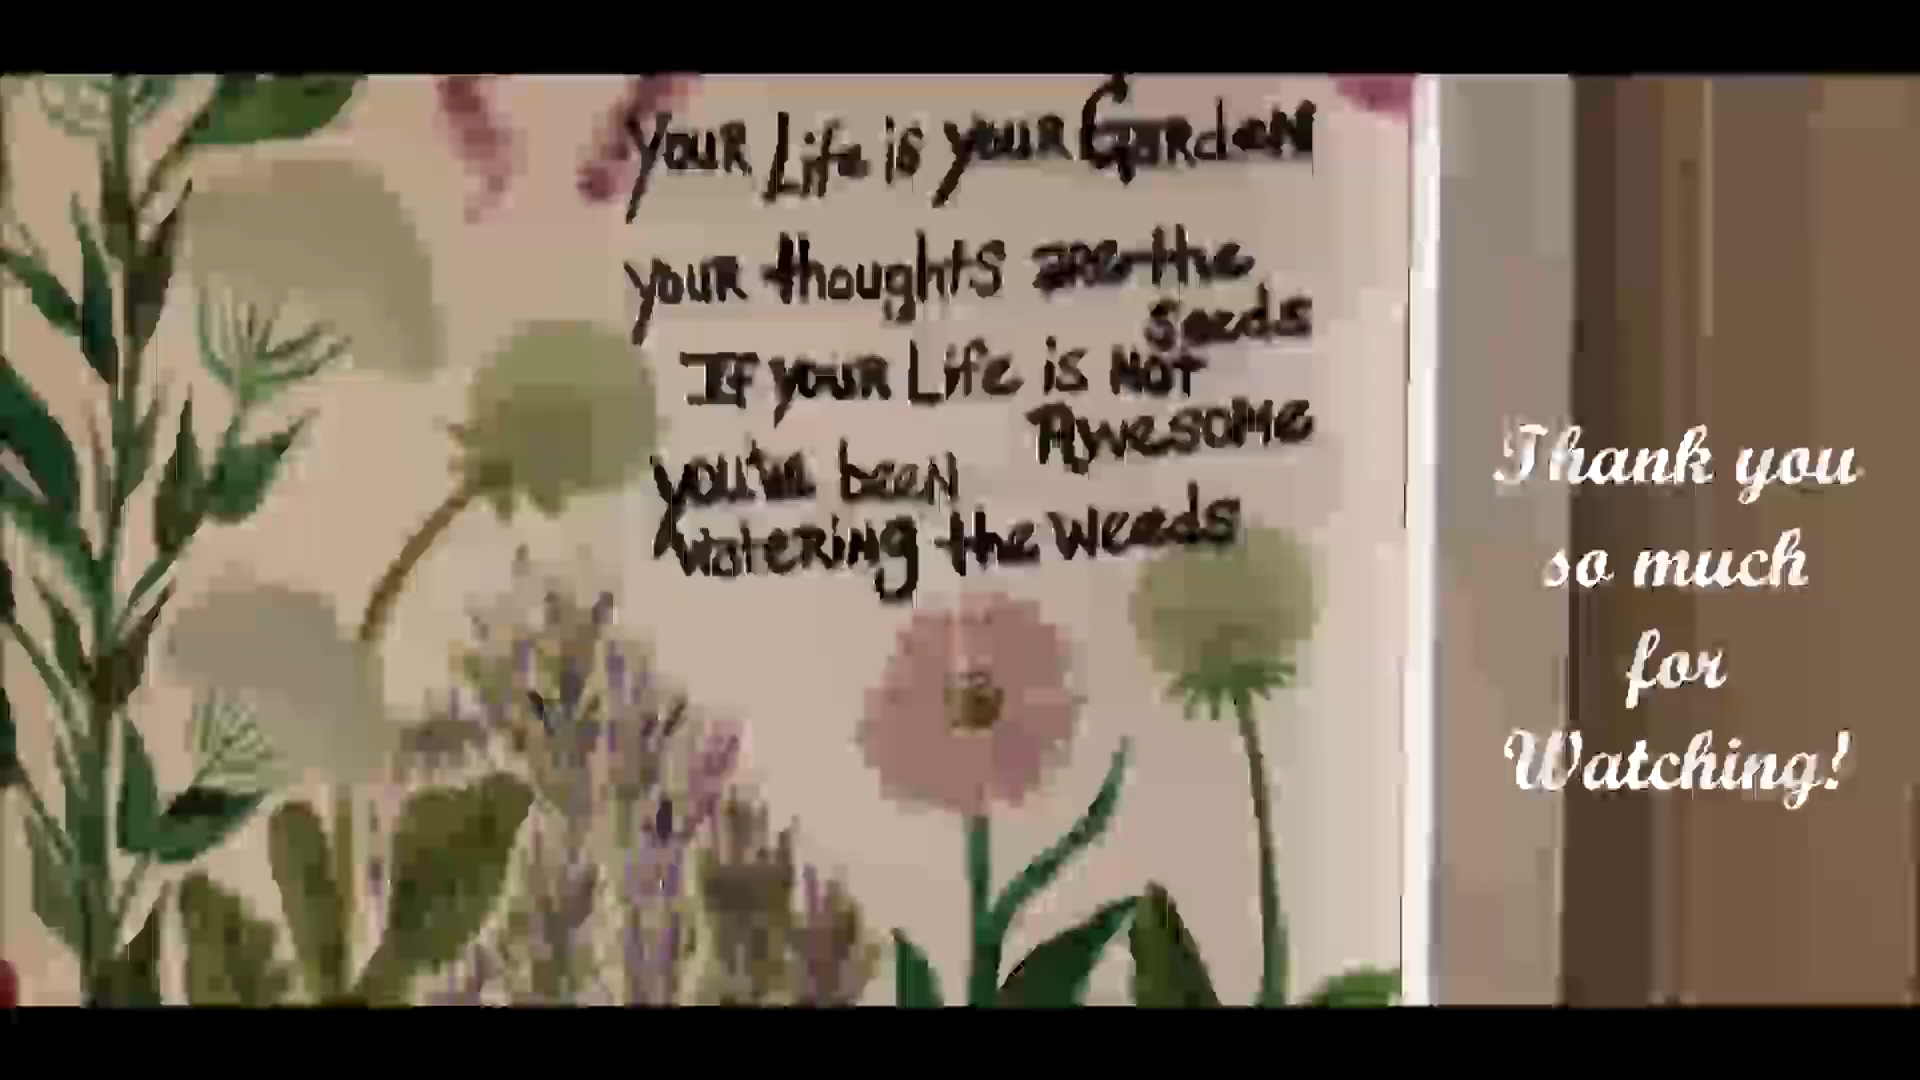 Your Life is your Garden
your thoughts are the
seeds
If your Life is Not
Awesome
you've been
watering the weeds
Thank you
so much
for
Watching!